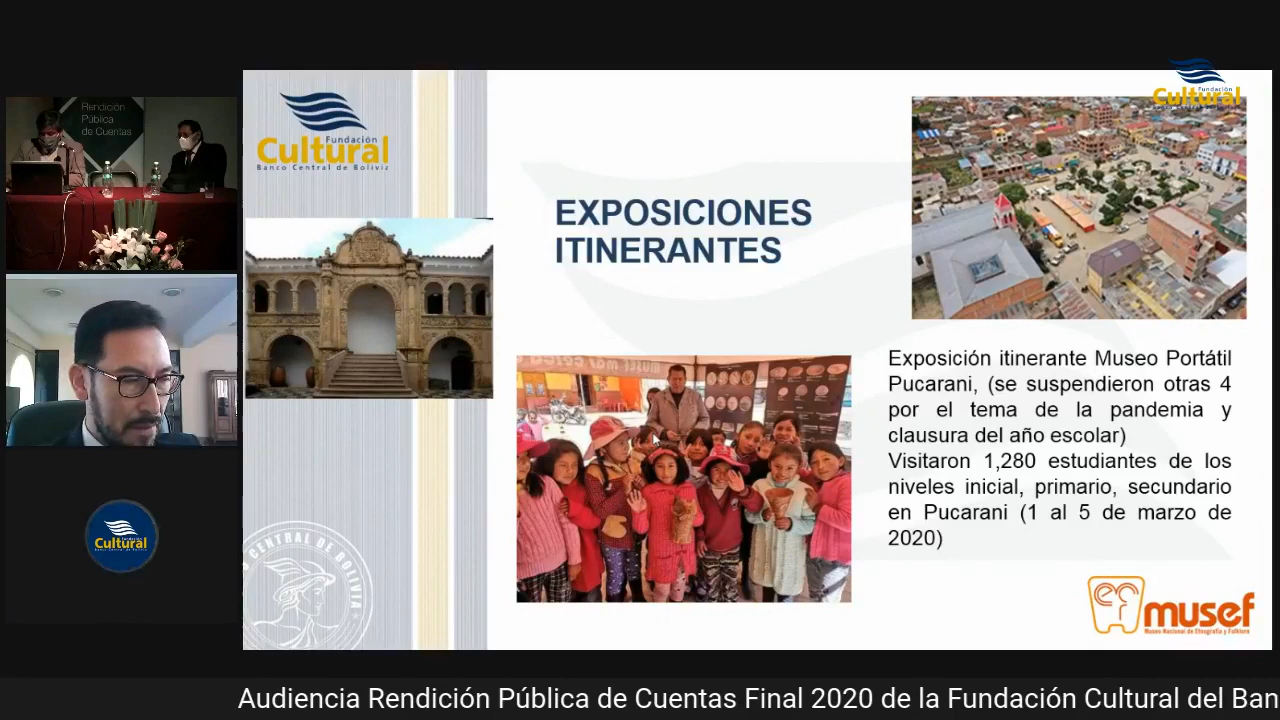 Rendición
Pública
de Cuentas
Fundación
Cultural
Banco Central de Bolivia
Fundación
Cultural
EXPOSICIONES
ITINERANTES
Exposición itinerante Museo Portátil
Pucarani, (se suspendieron otras 4
por el tema de la pandemia y
clausura del año escolar)
Visitaron 1,280 estudiantes de los
niveles inicial, primario, secundario
en Pucarani (1 al 5 de marzo de
2020)
Cultural
CENTRAL DE BOLIVIA
musef
Museo Nacional de Etnografía y Folklore
Audiencia Rendición Pública de Cuentas Final 2020 de la Fundación Cultural del Ban